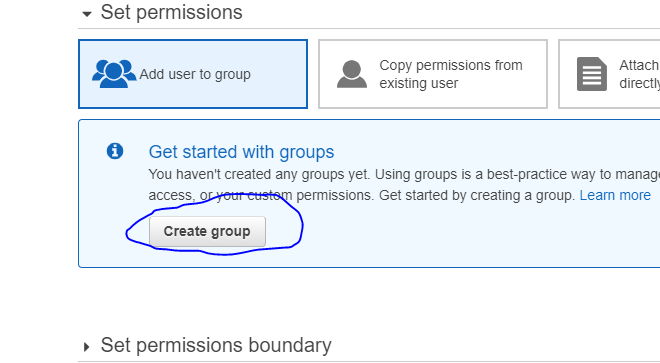 Set permissions
Add user to group
Copy permissions from
existing user
Attach
directly
Get started with groups
You haven't created any groups yet. Using groups is a best-practice way to manage
access, or your custom permissions. Get started by creating a group. Learn more
Create group
Set permissions boundary